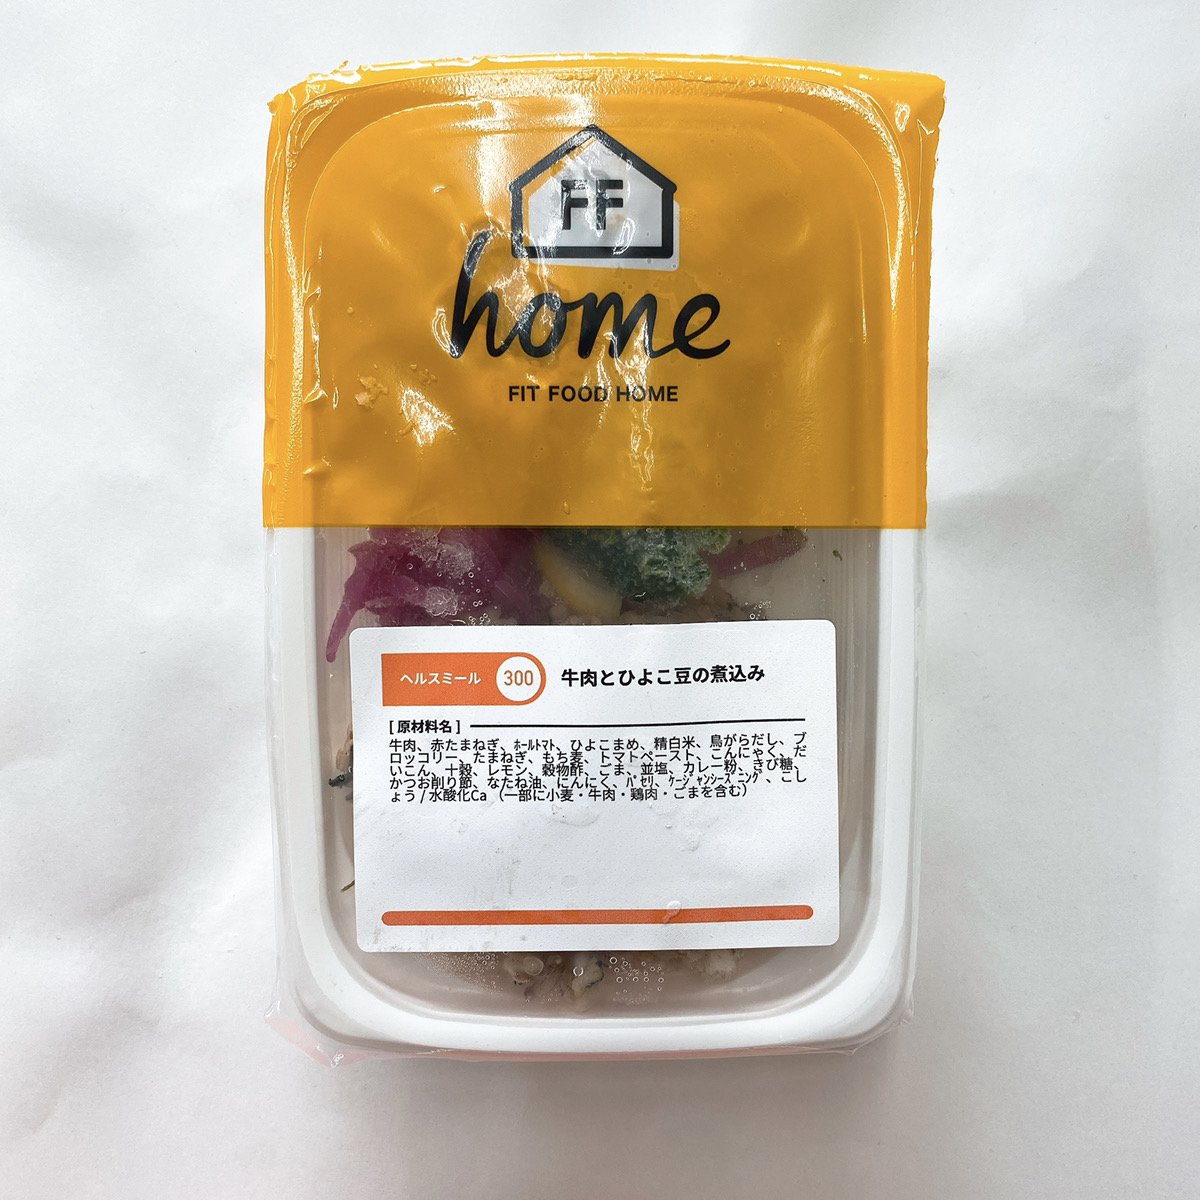 FF
home
FIT FOOD HOME
ヘルスミール 300 牛肉とひよこ豆の煮込み
[ 原材料名 ]
牛肉、赤たまねぎ、ﾎｰﾙﾄﾏﾄ、ひよこまめ、精白米、鳥がらだし、ブ
ロッコリー、たまねぎ、もち麦、トマトペースト、こんにゃく、だ
いこん、十穀、レモン、穀物酢、ごま、並塩、カレー粉、きび糖、
かつお削り節、なたね油、にんにく、ﾊﾟｾﾘ、ｹｰｼﾞｬﾝｼｰｽﾞﾆﾝｸﾞ、こし
ょう / 水酸化Ca （一部に小麦・牛肉・鶏肉・ごまを含む）